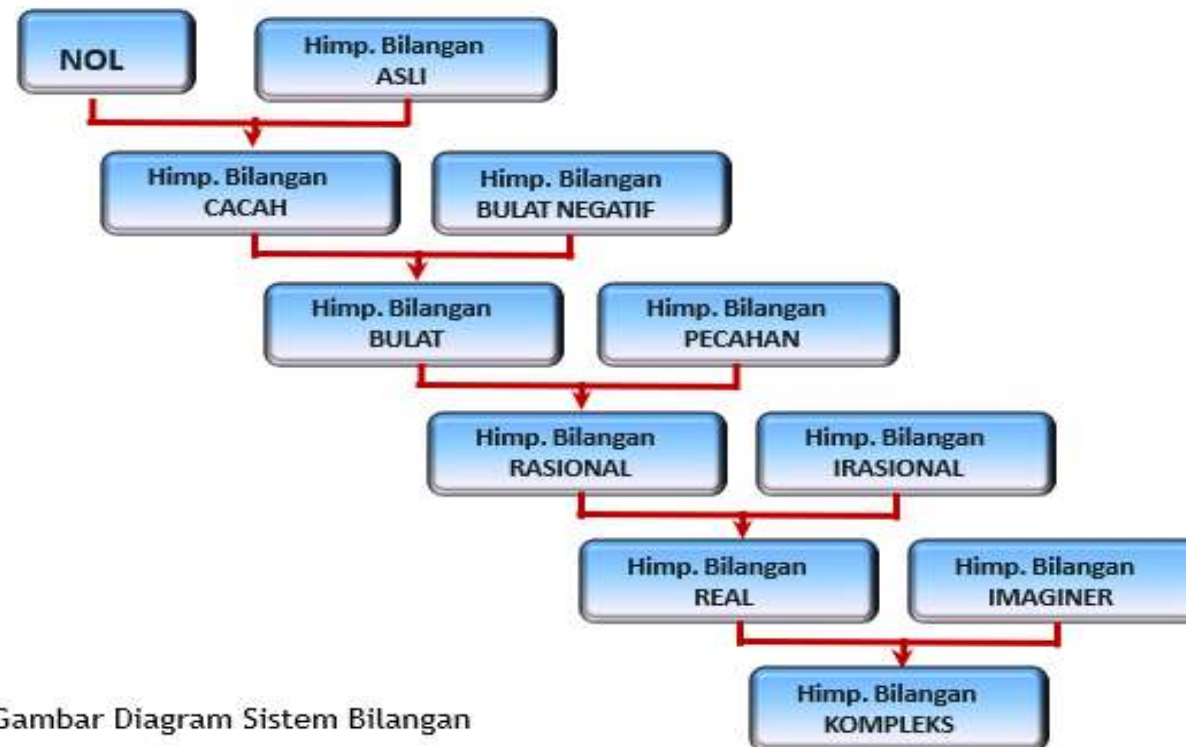 NOL
Himp. Bilangan
ASLI
Himp. Bilangan
CACAH
Himp. Bilangan
BULAT NEGATIF
Himp. Bilangan
BULAT
Himp. Bilangan
PECAHAN
Himp. Bilangan
RASIONAL
Himp. Bilangan
IRASIONAL
Himp. Bilangan
REAL
Himp. Bilangan
IMAGINER
Himp. Bilangan
KOMPLEKS
Gambar Diagram Sistem Bilangan